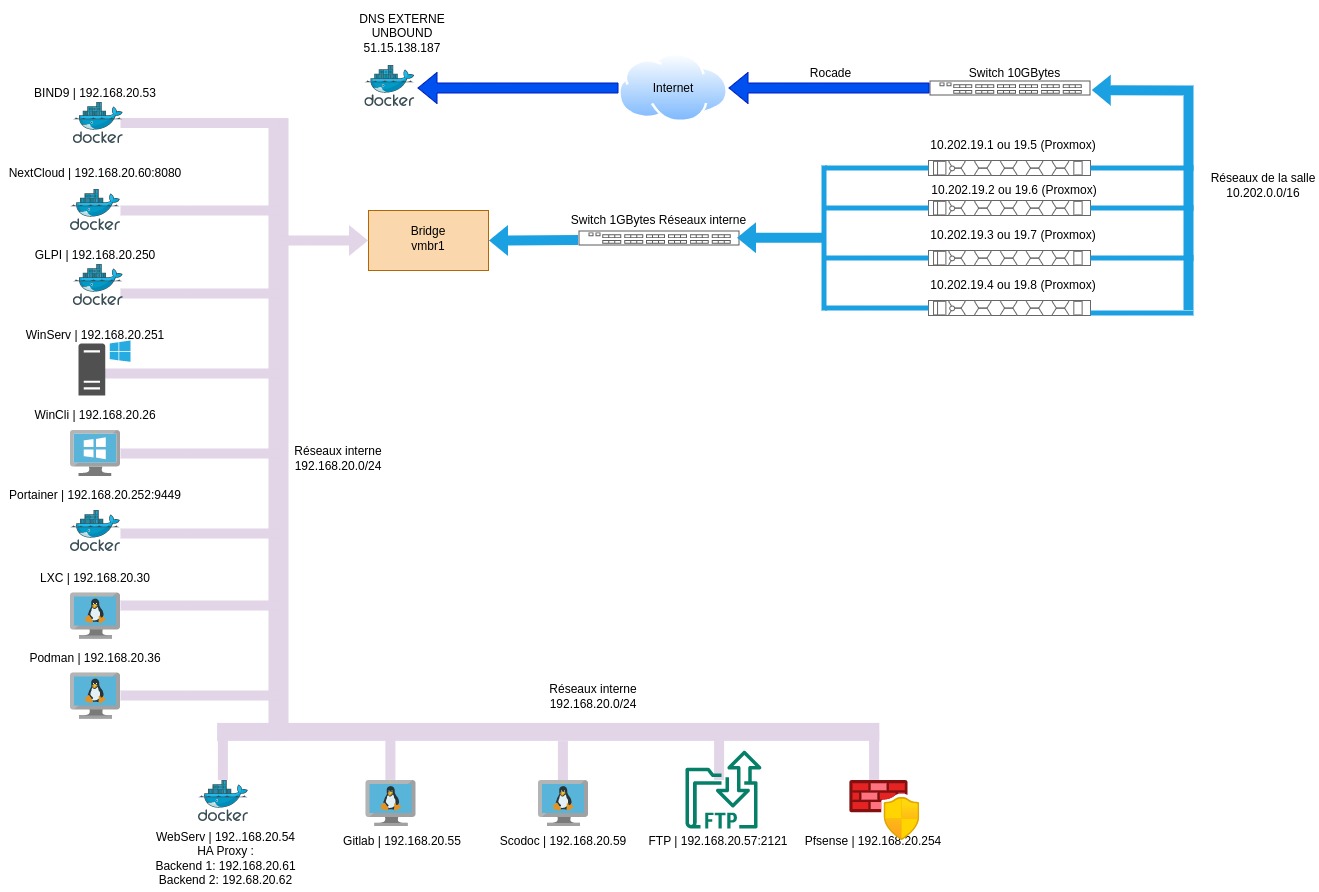 DNS EXTERNE
UNBOUND
51.15.138.187
docker
Internet
Rocade
Switch 10GBytes
BIND9 | 192.168.20.53
docker
NextCloud | 192.168.20.60:8080
docker
GLPI | 192.168.20.250
docker
WinServ | 192.168.20.251
WinCli | 192.168.20.26
Portainer | 192.168.20.252:9449
docker
LXC | 192.168.20.30
Podman | 192.168.20.36
Bridge
vmbr1
Switch 1GBytes Réseaux interne
10.202.19.1 ou 19.5 (Proxmox)
10.202.19.2 ou 19.6 (Proxmox)
10.202.19.3 ou 19.7 (Proxmox)
10.202.19.4 ou 19.8 (Proxmox)
Réseaux de la salle
10.202.0.0/16
Réseaux interne
192.168.20.0/24
Réseaux interne
192.168.20.0/24
docker
WebServ | 192..168.20.54
HA Proxy :
Backend 1: 192.168.20.61
Backend 2: 192.68.20.62
Gitlab | 192.168.20.55
Scodoc | 192.168.20.59
FTP
FTP | 192.168.20.57:2121
Pfsense | 192.168.20.254